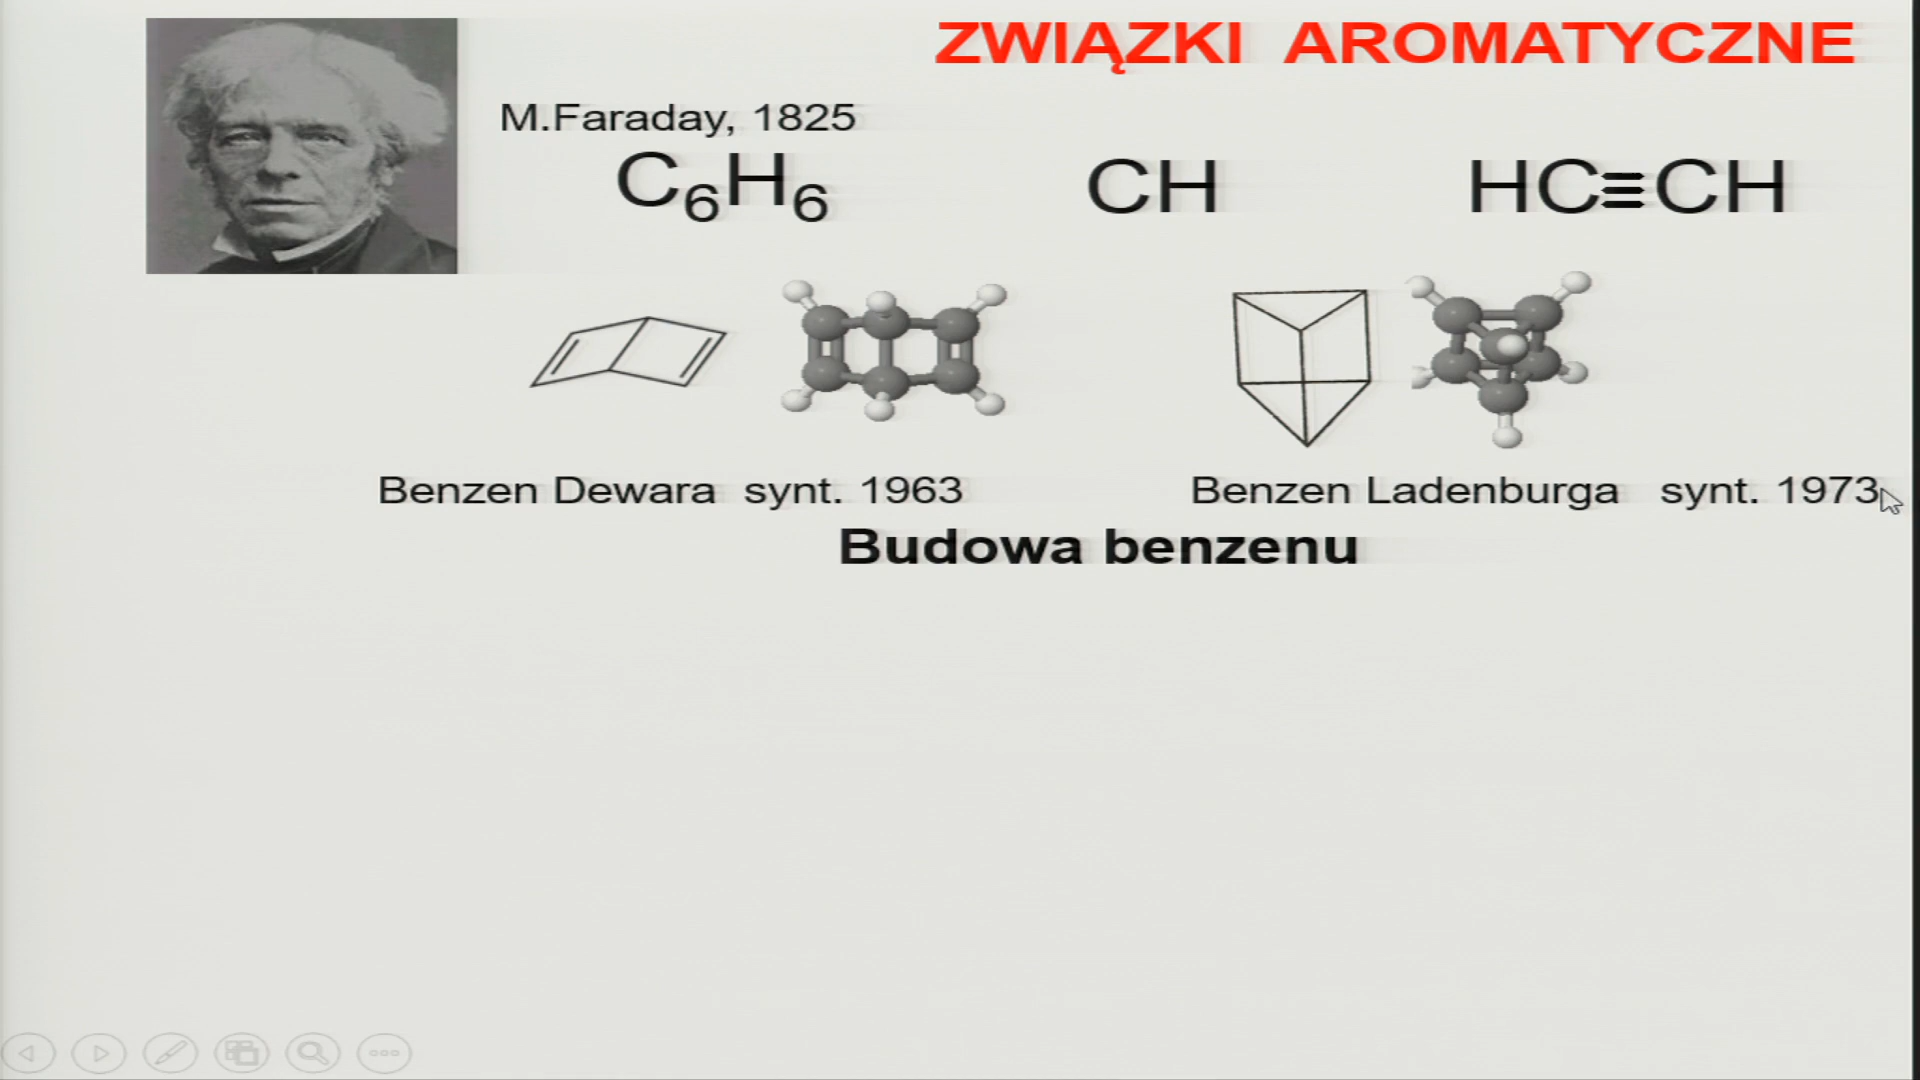 ZWIĄZKI AROMATYCZNE
M.Faraday, 1825
C₆H₆ CH HC≡CH
Benzen Dewara synt. 1963 Benzen Ladenburga synt. 1973
Budowa benzenu